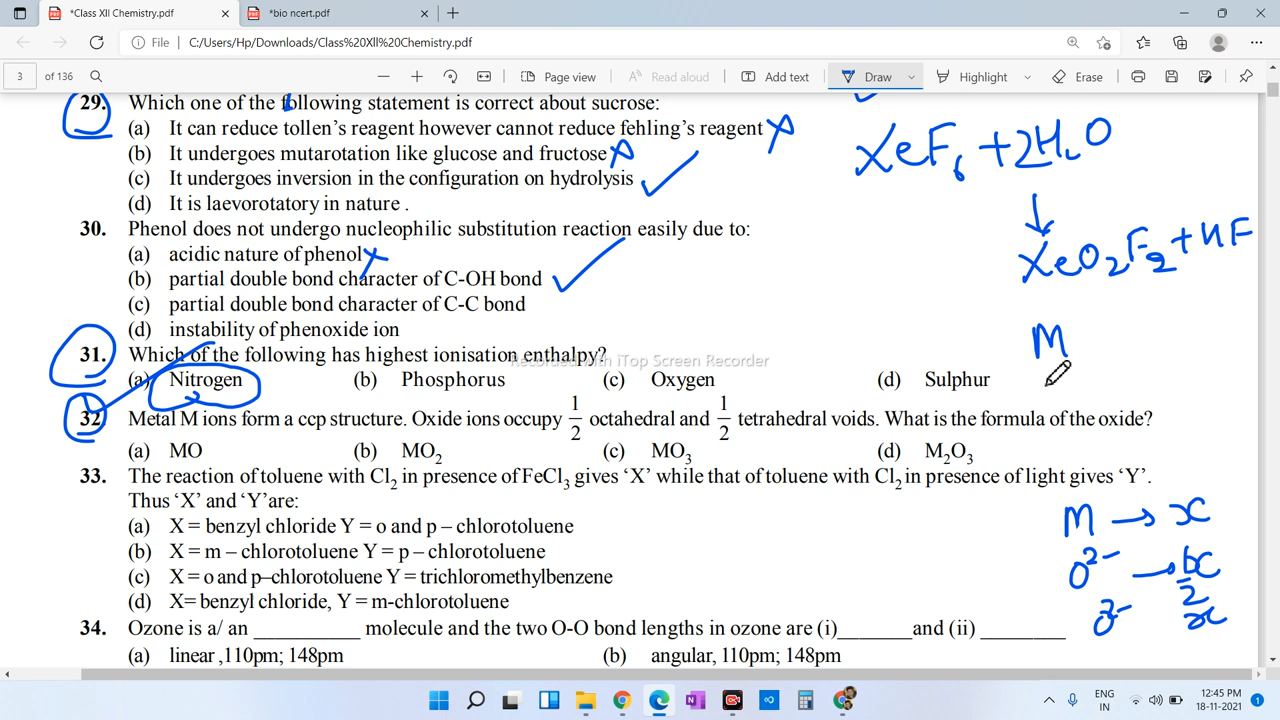 *Class XII Chemistry.pdf
*bio ncert.pdf
File C:/Users/Hp/Downloads/Class%20Xll%20Chemistry.pdf
3 of 136 Page view Read aloud Add text Draw Highlight Erase
29. Which one of the following statement is correct about sucrose:
(a) It can reduce tollen's reagent however cannot reduce fehling's reagent
(b) It undergoes mutarotation like glucose and fructose
(c) It undergoes inversion in the configuration on hydrolysis
(d) It is laevorotatory in nature .
XeF6 + 2H2O
↓
XeO2F2 + HF
30. Phenol does not undergo nucleophilic substitution reaction easily due to:
(a) acidic nature of phenol
(b) partial double bond character of C-OH bond
(c) partial double bond character of C-C bond
(d) instability of phenoxide ion
M
31. Which of the following has highest ionisation enthalpy?
Recorded with iTop Screen Recorder
(a) Nitrogen (b) Phosphorus (c) Oxygen (d) Sulphur
32. Metal M ions form a ccp structure. Oxide ions occupy 1/2 octahedral and 1/2 tetrahedral voids. What is the formula of the oxide?
(a) MO (b) MO2 (c) MO3 (d) M2O3
33. The reaction of toluene with Cl2 in presence of FeCl3 gives 'X' while that of toluene with Cl2 in presence of light gives 'Y'.
Thus 'X' and 'Y'are:
(a) X = benzyl chloride Y = o and p – chlorotoluene
(b) X = m – chlorotoluene Y = p – chlorotoluene
(c) X = o and p–chlorotoluene Y = trichloromethylbenzene
(d) X= benzyl chloride, Y = m-chlorotoluene
M → x
O2- →
2
O2- x
34. Ozone is a/ an __________ molecule and the two O-O bond lengths in ozone are (i)_______and (ii) ________
(a) linear ,110pm; 148pm (b) angular, 110pm; 148pm
ENG
IN
12:45 PM
18-11-2021
1